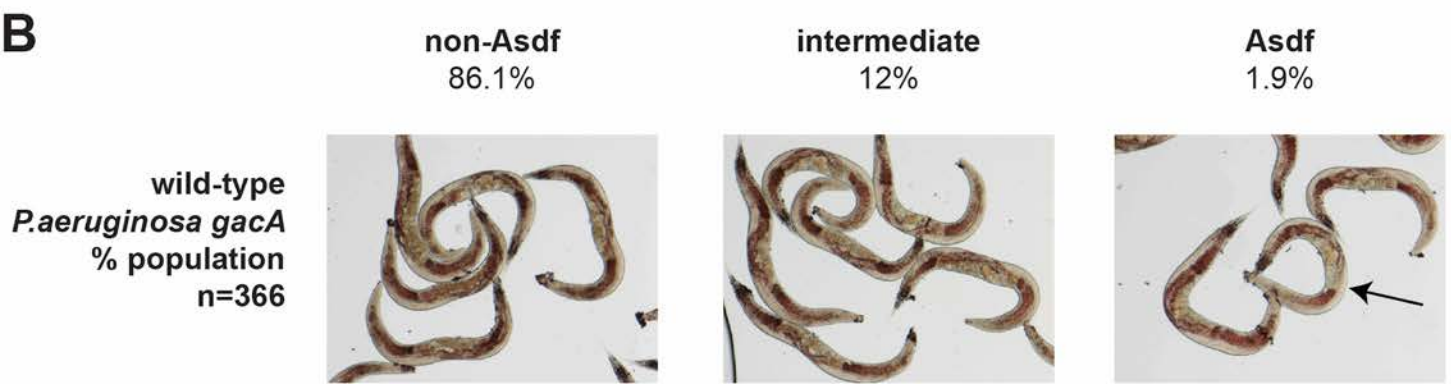 B
non-Asdf
86.1%
intermediate
12%
Asdf
1.9%
wild-type
P.aeruginosa gacA
% population
n=366